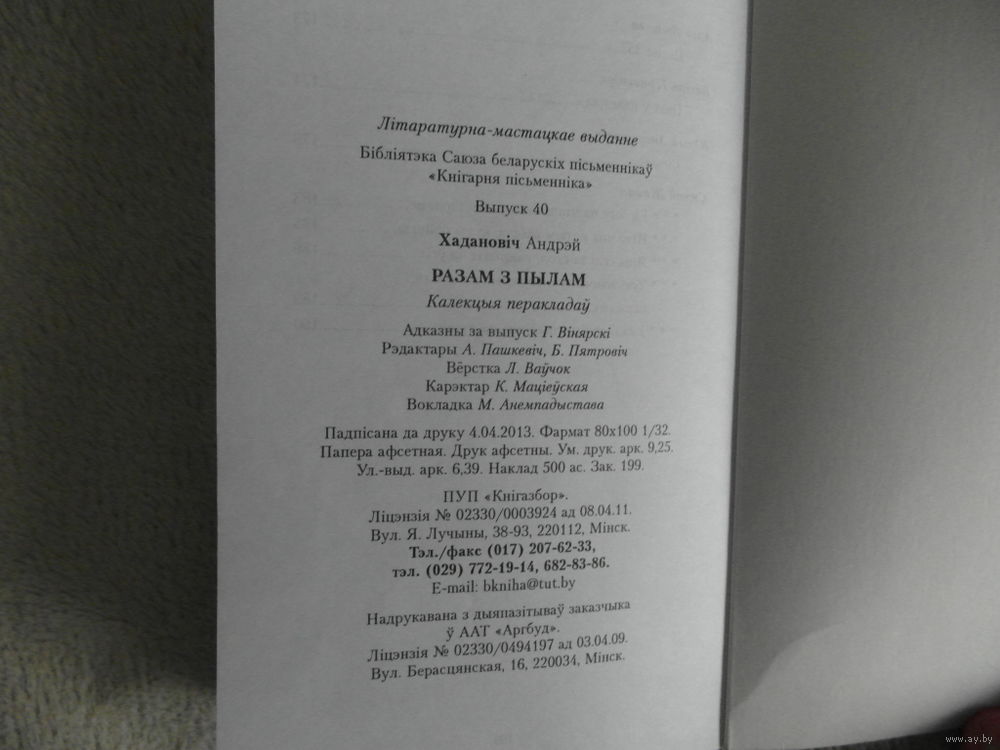 Літаратурна-мастацкае выданне
Бібліятэка Саюза беларускіх пісьменнікаў
«Кнігарня пісьменніка»
Выпуск 40
Хадановіч Андрэй
РАЗАМ З ПЫЛАМ
Калекцыя перакладаў
Адказны за выпуск Г. Вінярскі
Рэдактары А. Пашкевіч, Б. Пятровіч
Вёрстка Л. Ваўчок
Карэктар К. Маціеўская
Вокладка М. Анемпадыстава
Падпісана да друку 4.04.2013. Фармат 80х100 1/32.
Папера афсетная. Друк афсетны. Ум. друк. арк. 9,25.
Ул.-выд. арк. 6,39. Наклад 500 ас. Зак. 199.
ПУП «Кнігазбор».
Ліцэнзія № 02330/0003924 ад 08.04.11.
Вул. Я. Лучыны, 38-93, 220112, Мінск.
Тэл./факс (017) 207-62-33,
тэл. (029) 772-19-14, 682-83-86.
E-mail: bkniha@tut.by
Надрукавана з дыяпазітываў заказчыка
ў ААТ «Аргбуд».
Ліцэнзія № 02330/0494197 ад 03.04.09.
Вул. Берасцянская, 16, 220034, Мінск.
www.ay.by